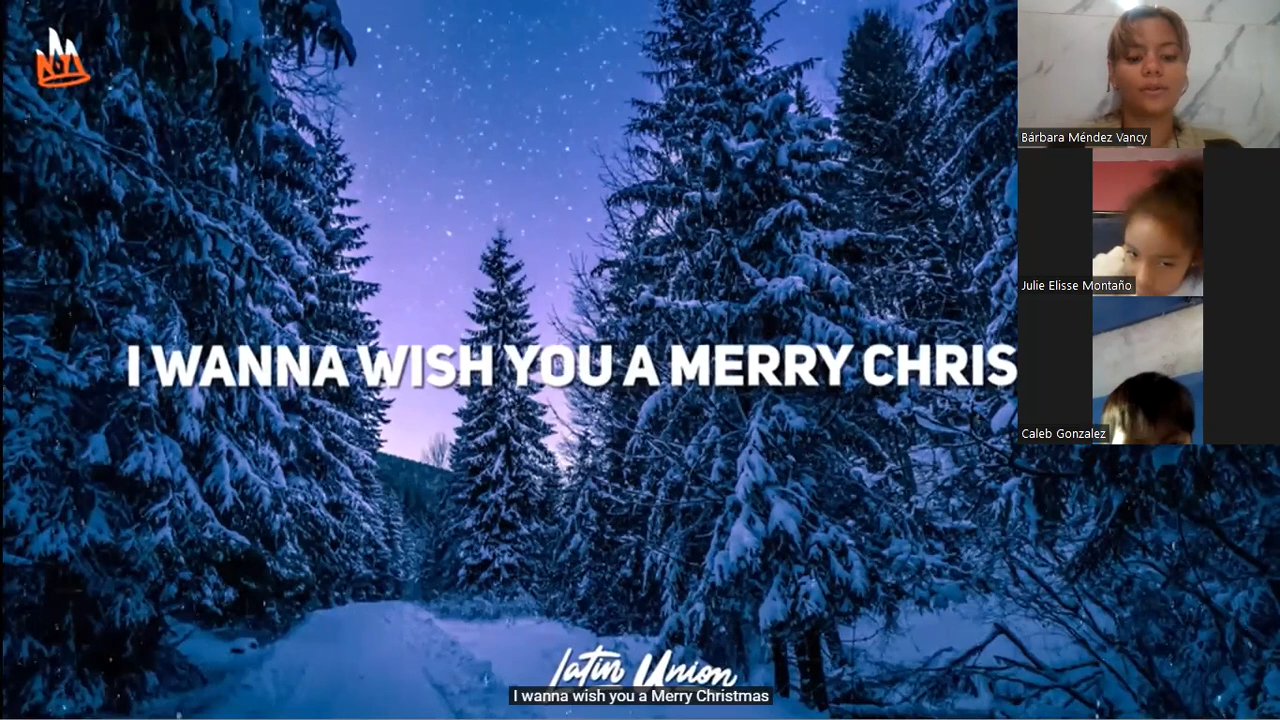 Bárbara Méndez Vancy
Julie Elisse Montaño
I WANNA WISH YOU A MERRY CHRIS
Caleb Gonzalez
Latin Union
I wanna wish you a Merry Christmas